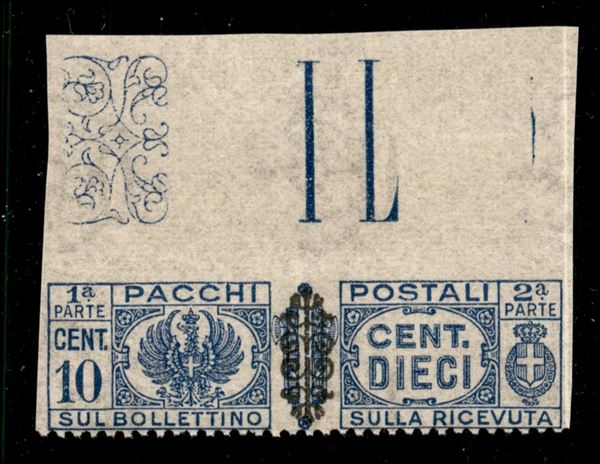 IL
1ª PARTE PACCHI POSTALI 2ª PARTE
CENT. 10 CENT. DIECI
SUL BOLLETTINO SULLA RICEVUTA